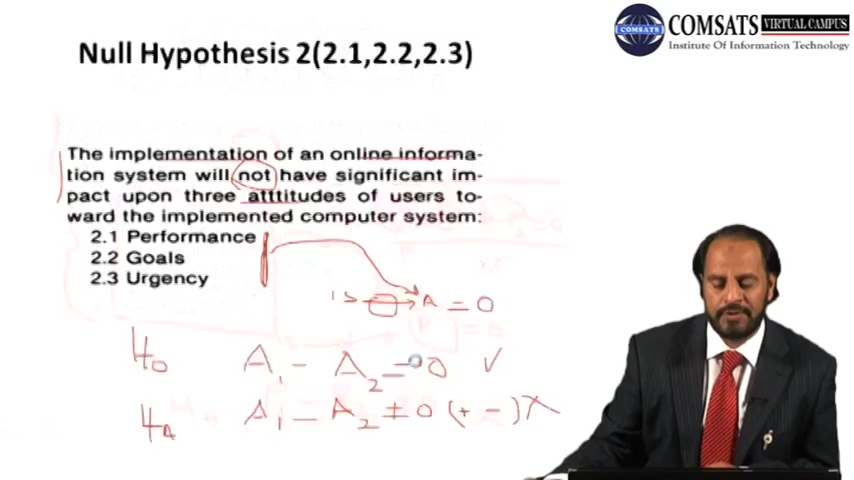 COMSATS VIRTUAL CAMPUS
COMSATS
Institute Of Information Technology
Null Hypothesis 2(2.1,2.2,2.3)
The implementation of an online informa-
tion system will not have significant im-
pact upon three atttitudes of users to-
ward the implemented computer system:
2.1 Performance
2.2 Goals
2.3 Urgency
A = 0
H0 A1 - A2 = 0 ✓
HA A1 - A2 ≠ 0 (+ -)